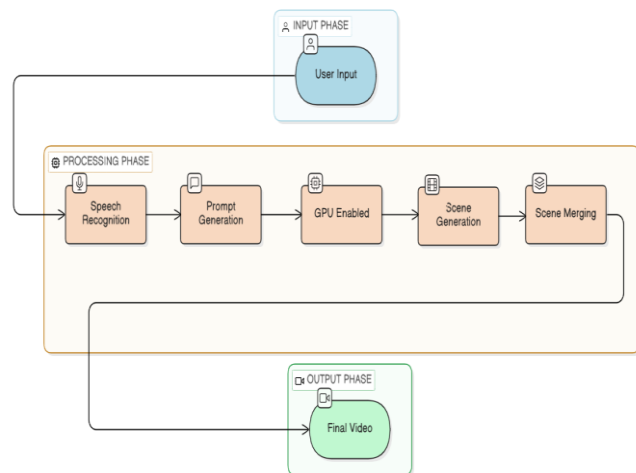 INPUT PHASE
User Input
PROCESSING PHASE
Speech
Recognition
Prompt
Generation
GPU Enabled
Scene
Generation
Scene Merging
OUTPUT PHASE
Final Video